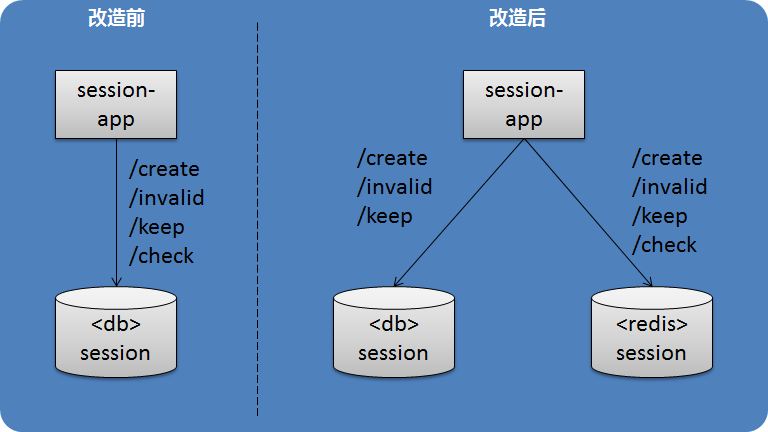 改造前
session-
app
/create
/invalid
/keep
/check
<db>
session
改造后
session-
app
/create
/invalid
/keep
/create
/invalid
/keep
/check
<db>
session
<redis>
session